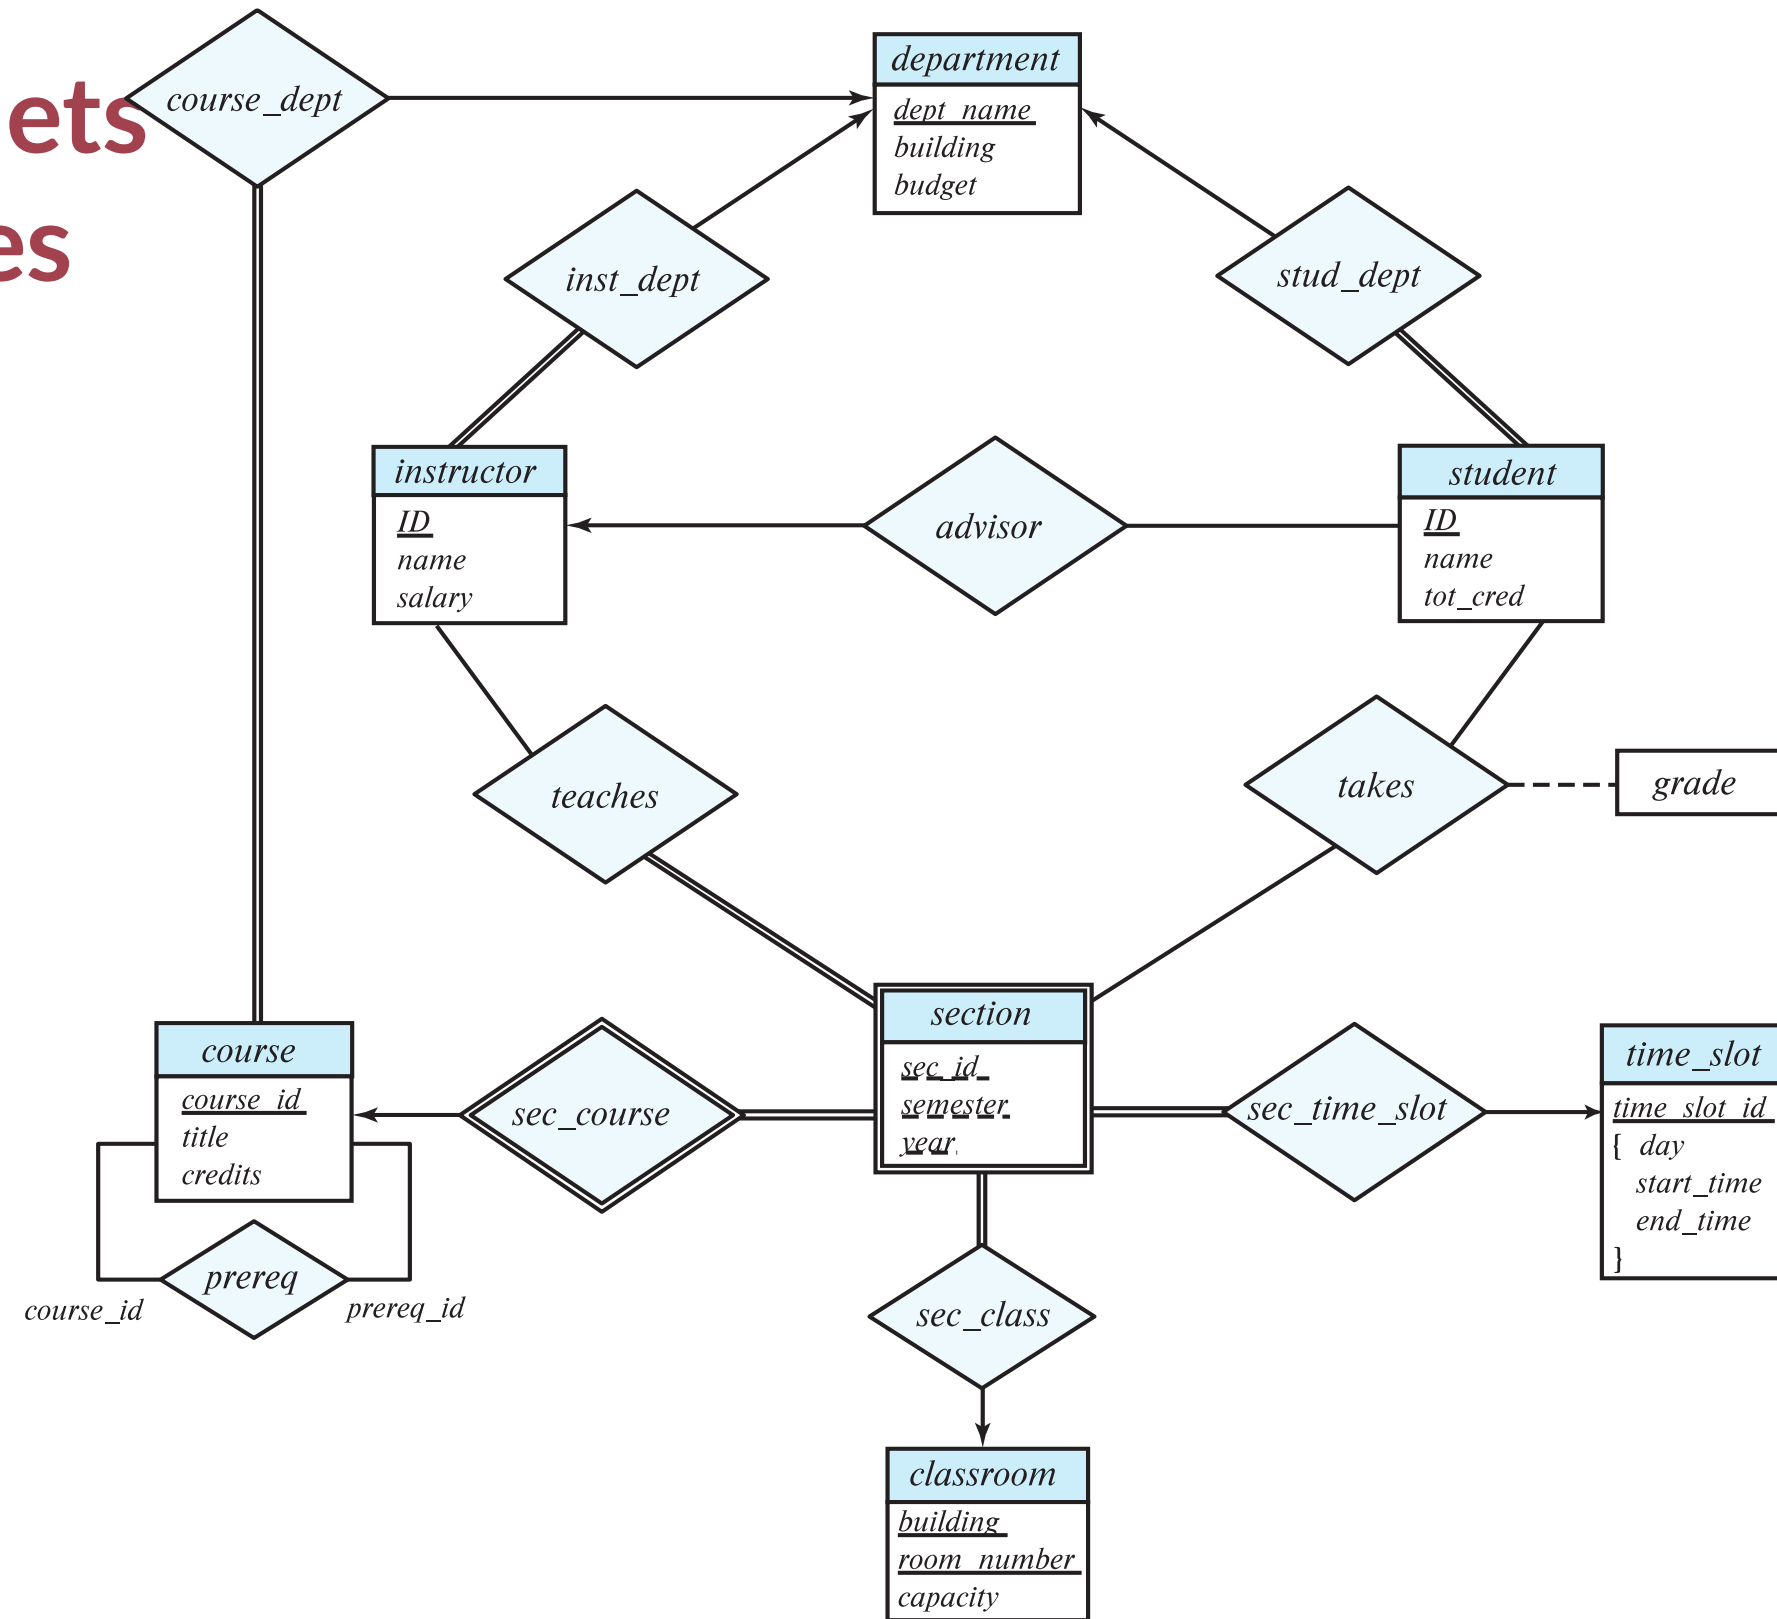 ets
es
course_dept
department
dept_name
building
budget
inst_dept
stud_dept
instructor
ID
name
salary
advisor
student
ID
name
tot_cred
teaches
takes
grade
course
course_id
title
credits
sec_course
section
sec_id
semester
year
sec_time_slot
time_slot
time_slot_id
{ day
start_time
end_time
}
prereq
course_id
prereq_id
sec_class
classroom
building
room_number
capacity